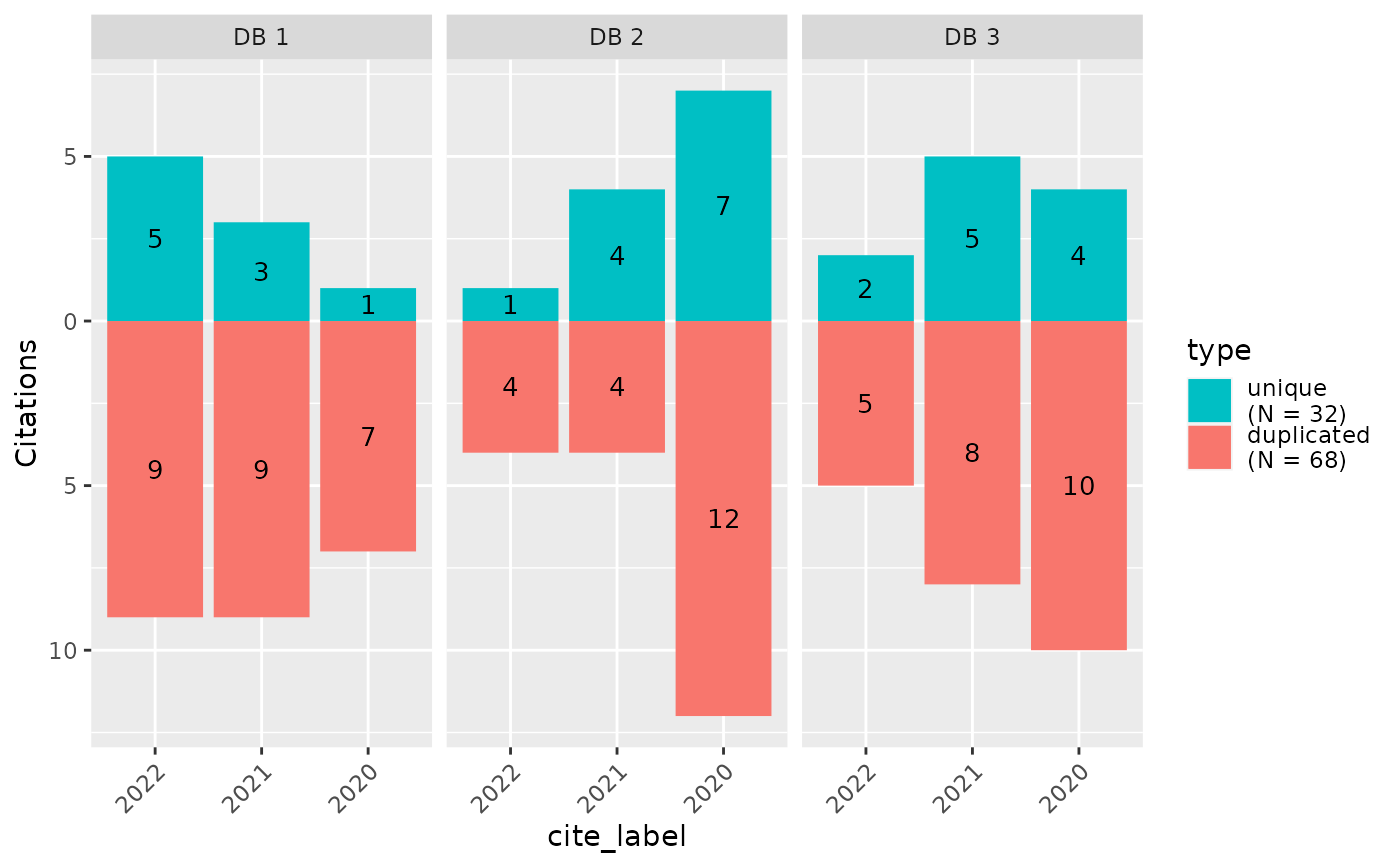 DB 1 DB 2 DB 3
7
5
5 5
4 4
3
2
1 1
0
4 4
5
7
9 9
8
5
10
12
10
2022 2021 2020 2022 2021 2020 2022 2021 2020
cite_label
Citations
type
unique
(N = 32)
duplicated
(N = 68)